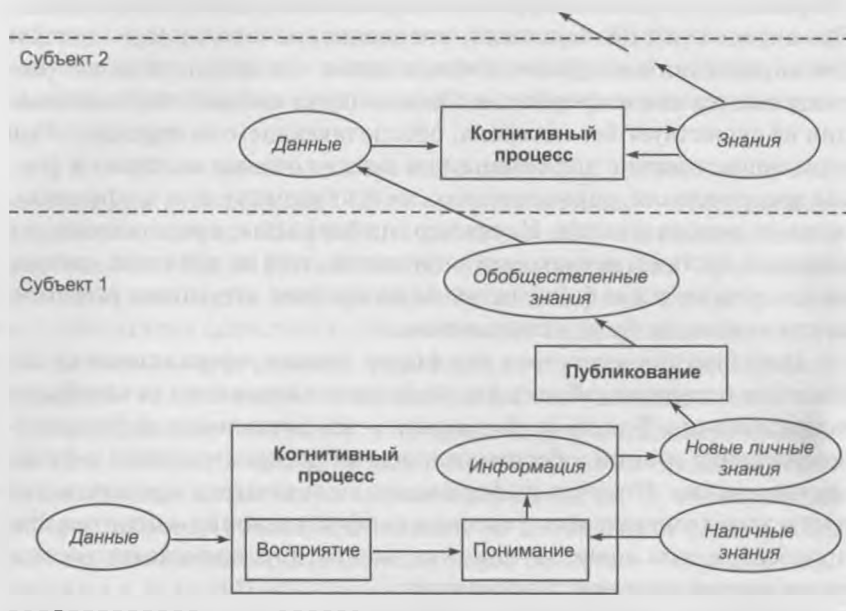 Субъект 2
Данные
Когнитивный
процесс
Знания
Субъект 1
Обобществленные
знания
Публикование
Когнитивный
процесс
Информация
Новые личные
знания
Данные
Восприятие
Понимание
Наличные
знания